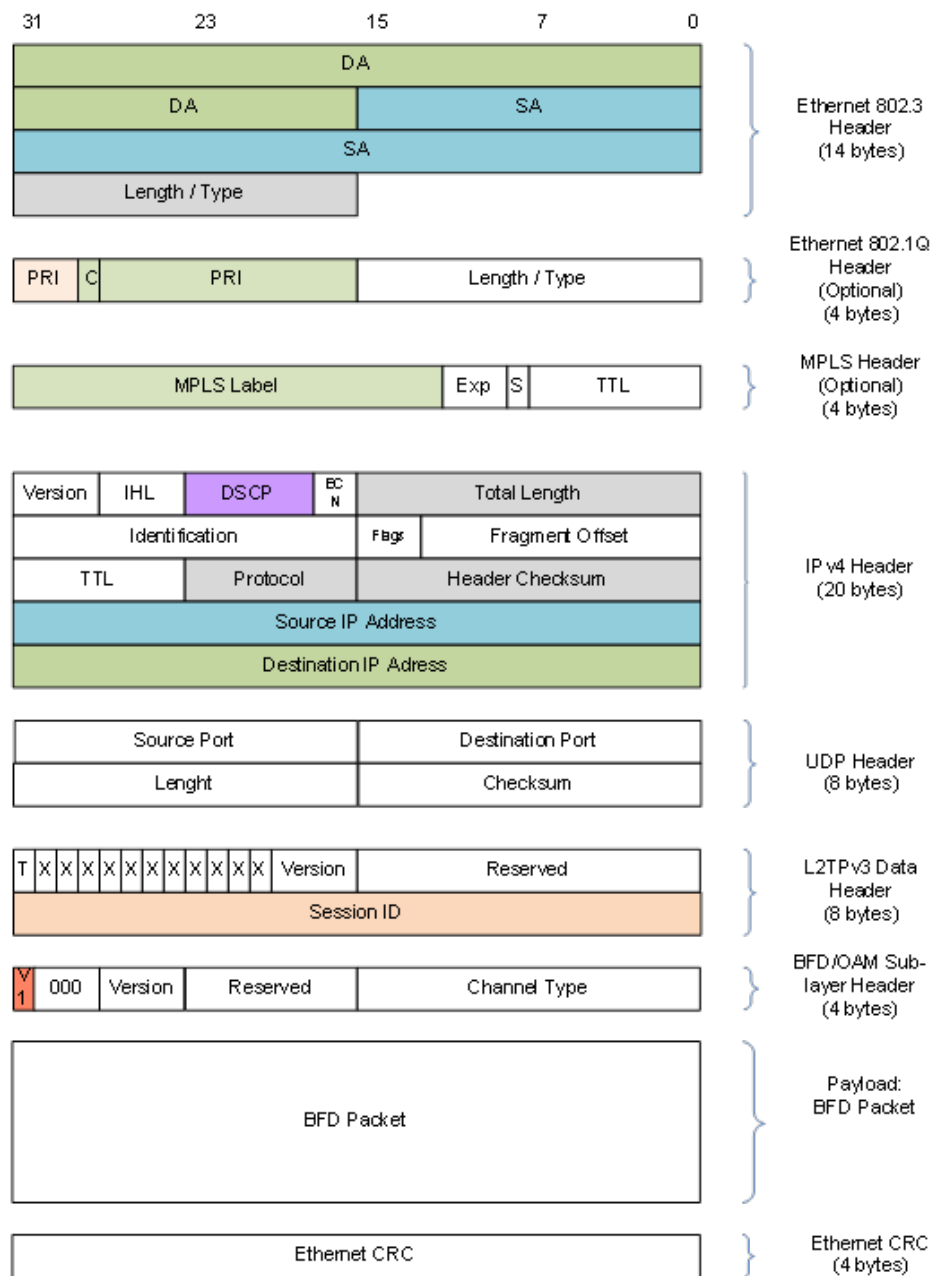 31 23 15 7 0
DA
DA SA
SA
Length / Type
Ethernet 802.3
Header
(14 bytes)
PRI C PRI Length / Type
Ethernet 802.1Q
Header
(Optional)
(4 bytes)
MPLS Label Exp S TTL
MPLS Header
(Optional)
(4 bytes)
Version IHL DSCP EC
N Total Length
Identification Flags Fragment Offset
TTL Protocol Header Checksum
Source IP Address
Destination IP Adress
IPv4 Header
(20 bytes)
Source Port Destination Port
Lenght Checksum
UDP Header
(8 bytes)
T X X X X X X X X X X X Version Reserved
Session ID
L2TPv3 Data
Header
(8 bytes)
V
1 000 Version Reserved Channel Type
BFD/OAM Sub-
layer Header
(4 bytes)
BFD Packet
Payload:
BFD Packet
Ethernet CRC
Ethernet CRC
(4 bytes)